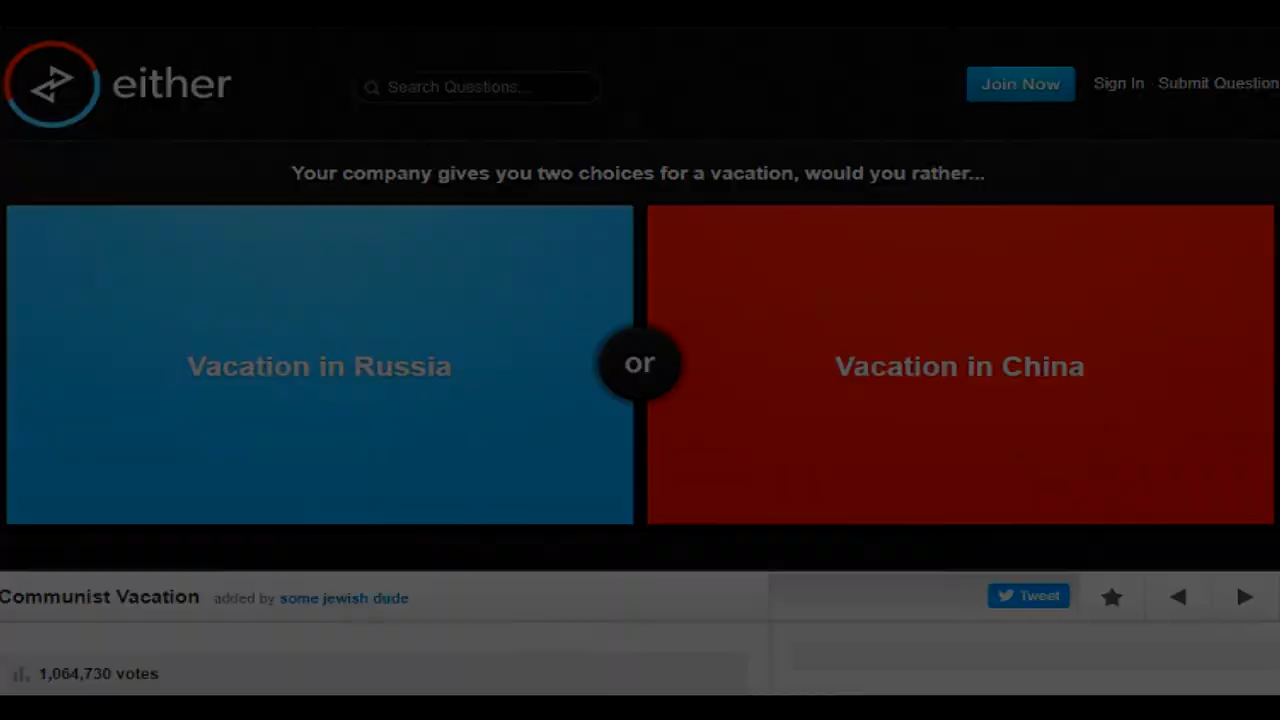 either
Search Questions...
Join Now
Sign In · Submit Question
Your company gives you two choices for a vacation, would you rather...
Vacation in Russia
or
Vacation in China
Communist Vacation added by some jewish dude
Tweet
1,064,730 votes